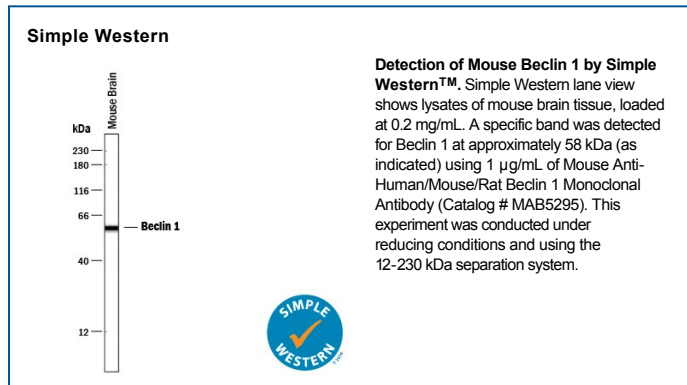 Simple Western
Mouse Brain
kDa
230
180
116
66
Beclin 1
40
12
SIMPLE
WESTERN
Detection of Mouse Beclin 1 by Simple
Western™. Simple Western lane view
shows lysates of mouse brain tissue, loaded
at 0.2 mg/mL. A specific band was detected
for Beclin 1 at approximately 58 kDa (as
indicated) using 1 µg/mL of Mouse Anti-
Human/Mouse/Rat Beclin 1 Monoclonal
Antibody (Catalog # MAB5295). This
experiment was conducted under
reducing conditions and using the
12-230 kDa separation system.